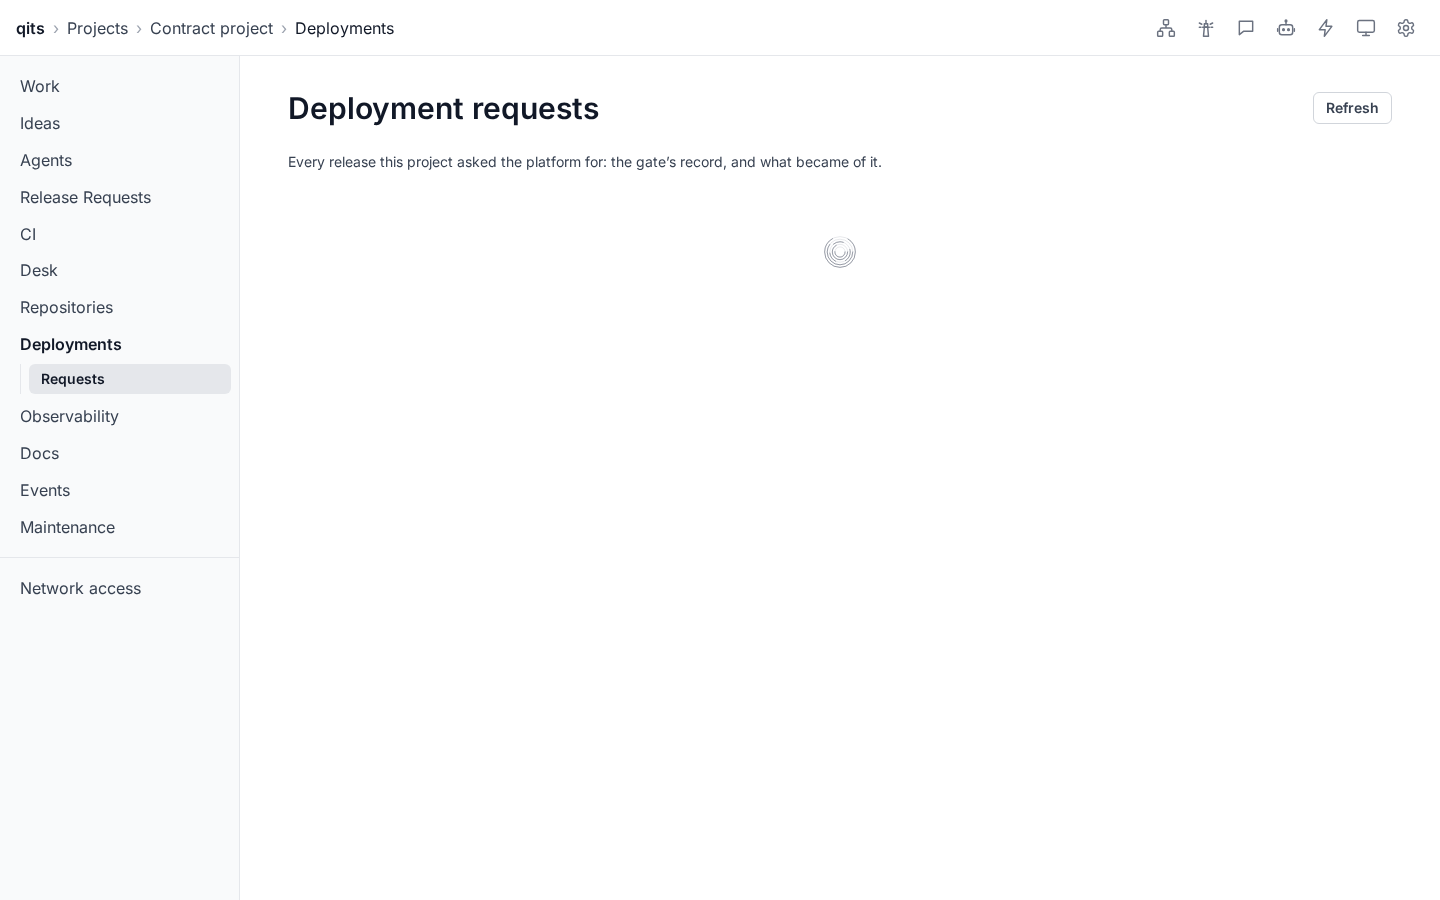 qits › Projects › Contract project › Deployments
Work
Ideas
Agents
Release Requests
CI
Desk
Repositories
Deployments
Requests
Observability
Docs
Events
Maintenance
Network access
Deployment requests
Refresh
Every release this project asked the platform for: the gate’s record, and what became of it.